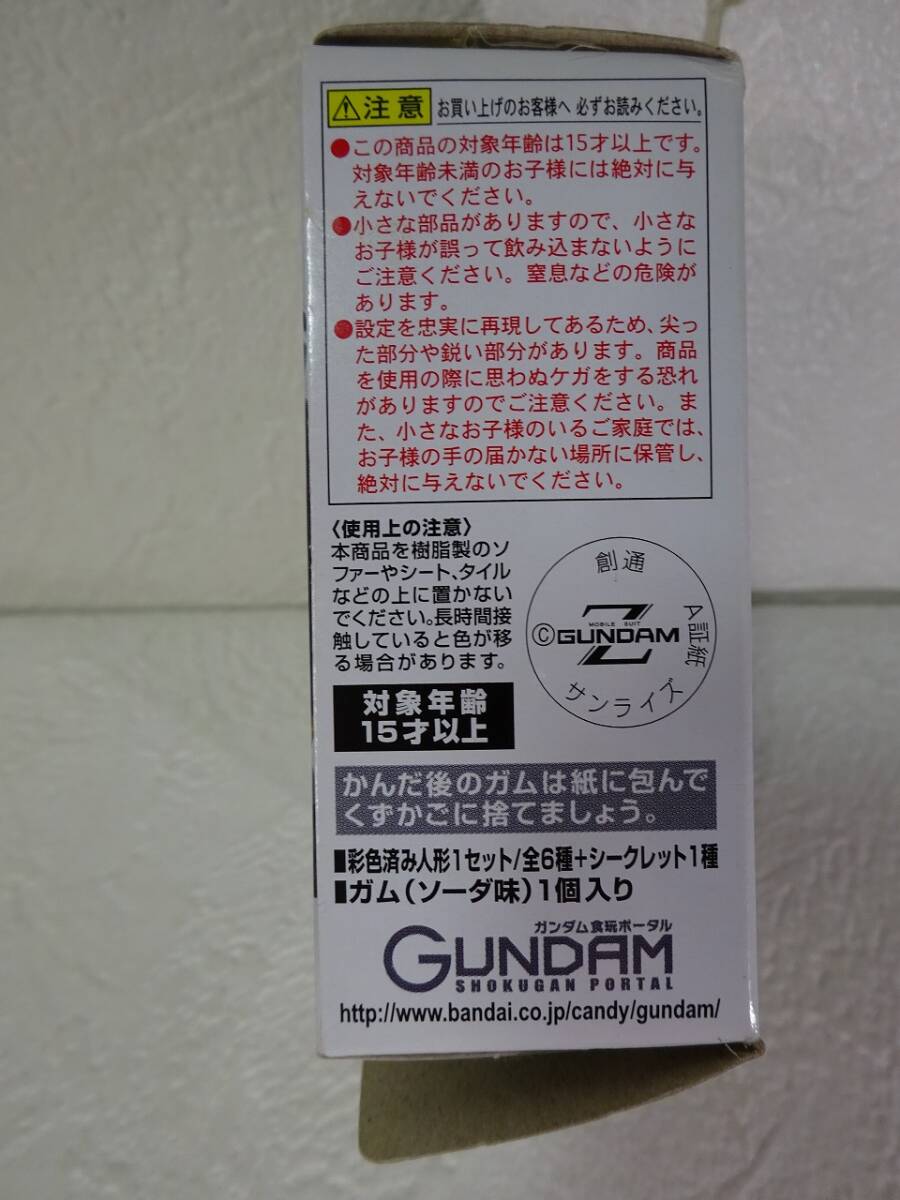 注意 お買い上げのお客様へ 必ずお読みください。
●この商品の対象年齢は15才以上です。
対象年齢未満のお子様には絶対に与
えないでください。
●小さな部品がありますので、小さな
お子様が誤って飲み込まないように
ご注意ください。窒息などの危険が
あります。
●設定を忠実に再現してあるため、尖っ
た部分や鋭い部分があります。商品
を使用の際に思わぬケガをする恐れ
がありますのでご注意ください。ま
た、小さなお子様のいるご家庭では、
お子様の手の届かない場所に保管し、
絶対に与えないでください。
〈使用上の注意〉
本商品を樹脂製のソ
ファーやシート、タイル
などの上に置かない
でください。長時間接
触していると色が移
る場合があります。
創通
A証紙
サンライズ
MOBILE SUIT
©GUNDAM
Z
対象年齢
15才以上
かんだ後のガムは紙に包んで
くずかごに捨てましょう。
■彩色済み人形1セット/全6種+シークレット1種
■ガム(ソーダ味)1個入り
ガンダム食玩ポータル
GUNDAM
SHOKUGAN PORTAL
http://www.bandai.co.jp/candy/gundam/